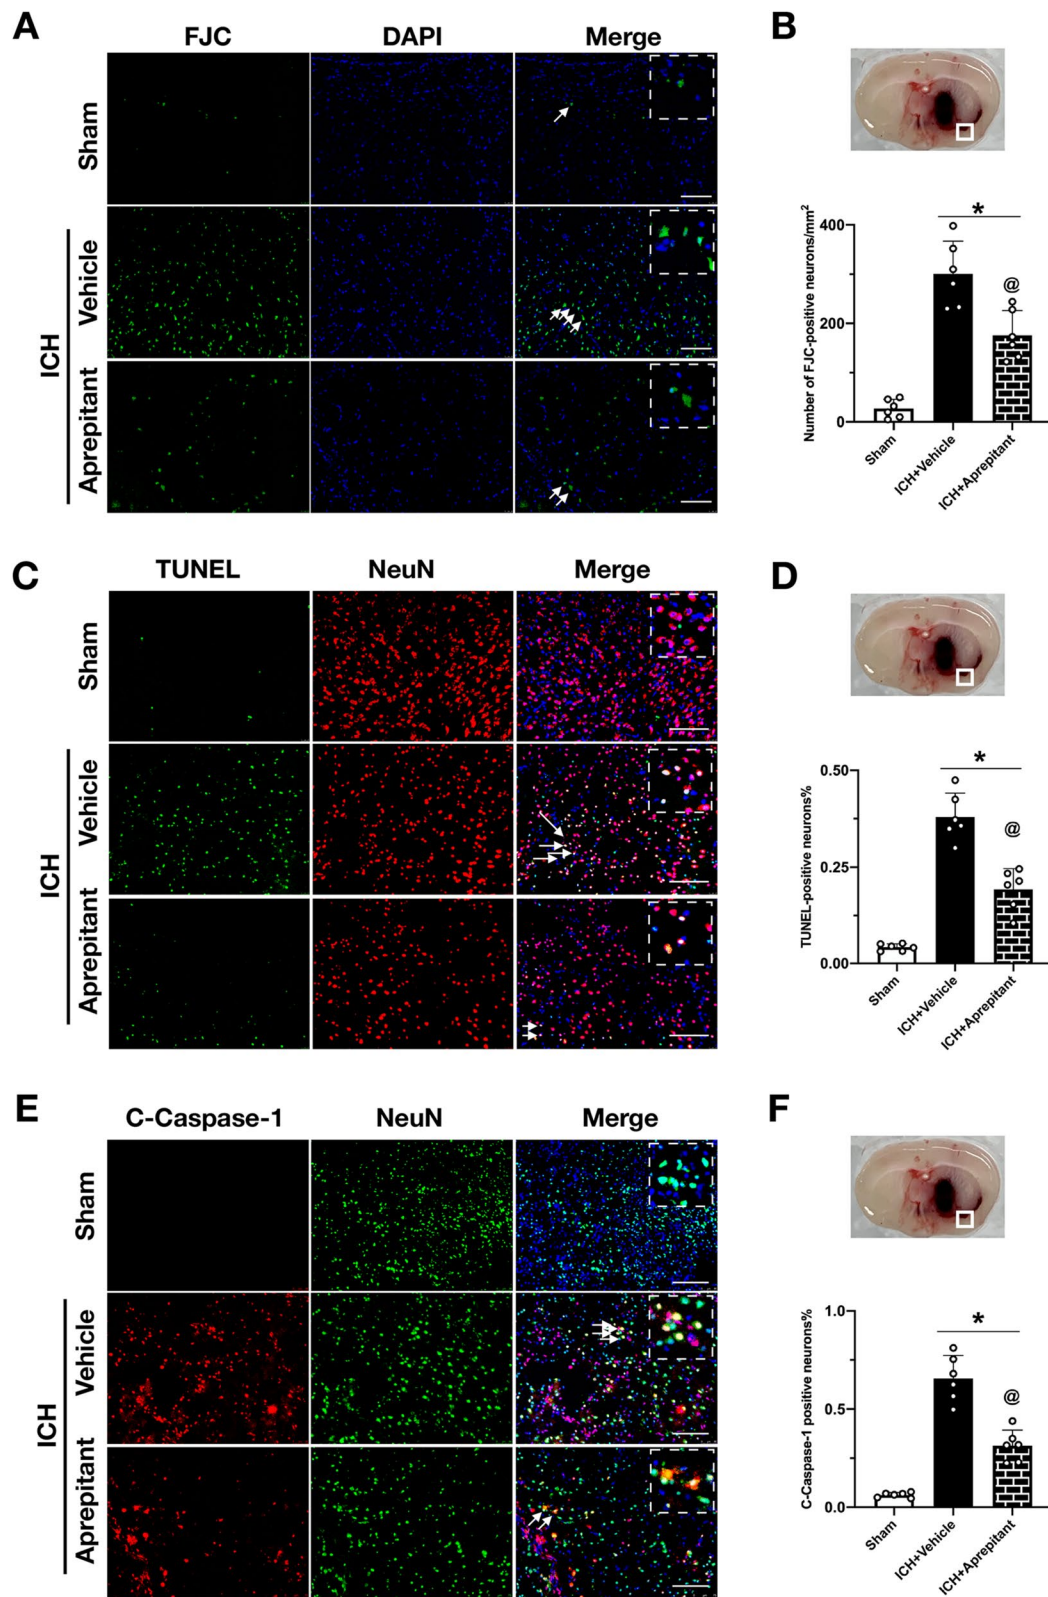 A
FJC DAPI Merge
Sham
ICH
Vehicle
Aprepitant
B
Number of FJC-positive neurons/mm²
400
200
0
*
@
Sham
ICH+Vehicle
ICH+Aprepitant
C
TUNEL NeuN Merge
Sham
ICH
Vehicle
Aprepitant
D
TUNEL-positive neurons%
0.50
0.25
0.00
*
@
Sham
ICH+Vehicle
ICH+Aprepitant
E
C-Caspase-1 NeuN Merge
Sham
ICH
Vehicle
Aprepitant
F
C-Caspase-1 positive neurons%
1.0
0.5
0.0
*
@
Sham
ICH+Vehicle
ICH+Aprepitant